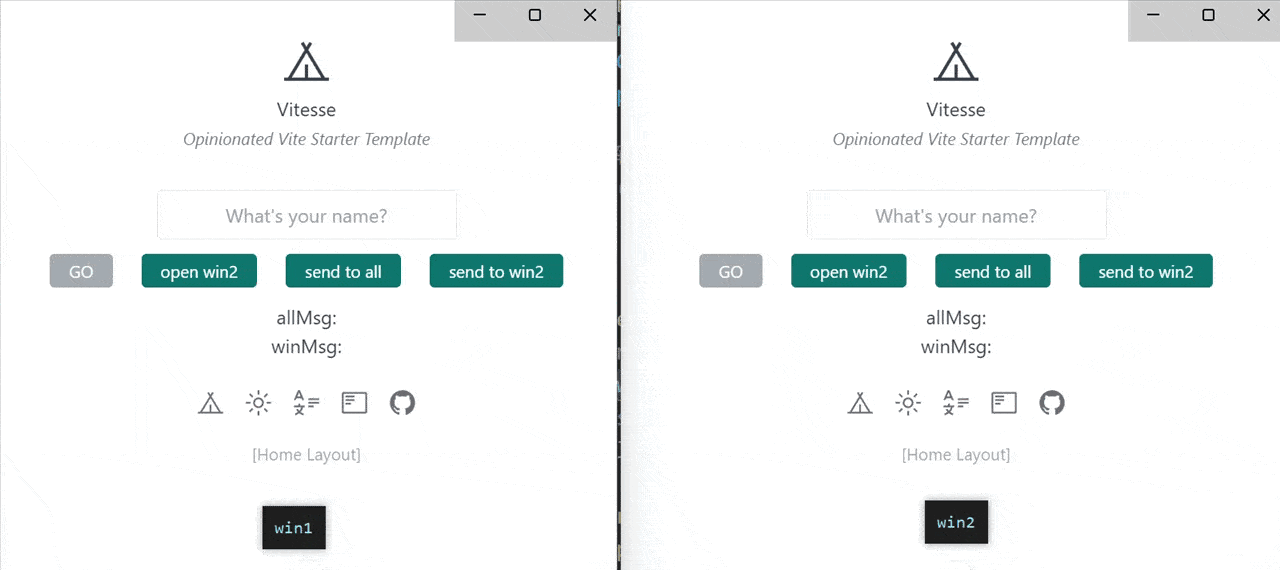 Vitesse
Opinionated Vite Starter Template
What's your name?
GO open win2 send to all send to win2
allMsg:
winMsg:
[Home Layout]
win1
Vitesse
Opinionated Vite Starter Template
What's your name?
GO open win2 send to all send to win2
allMsg:
winMsg:
[Home Layout]
win2